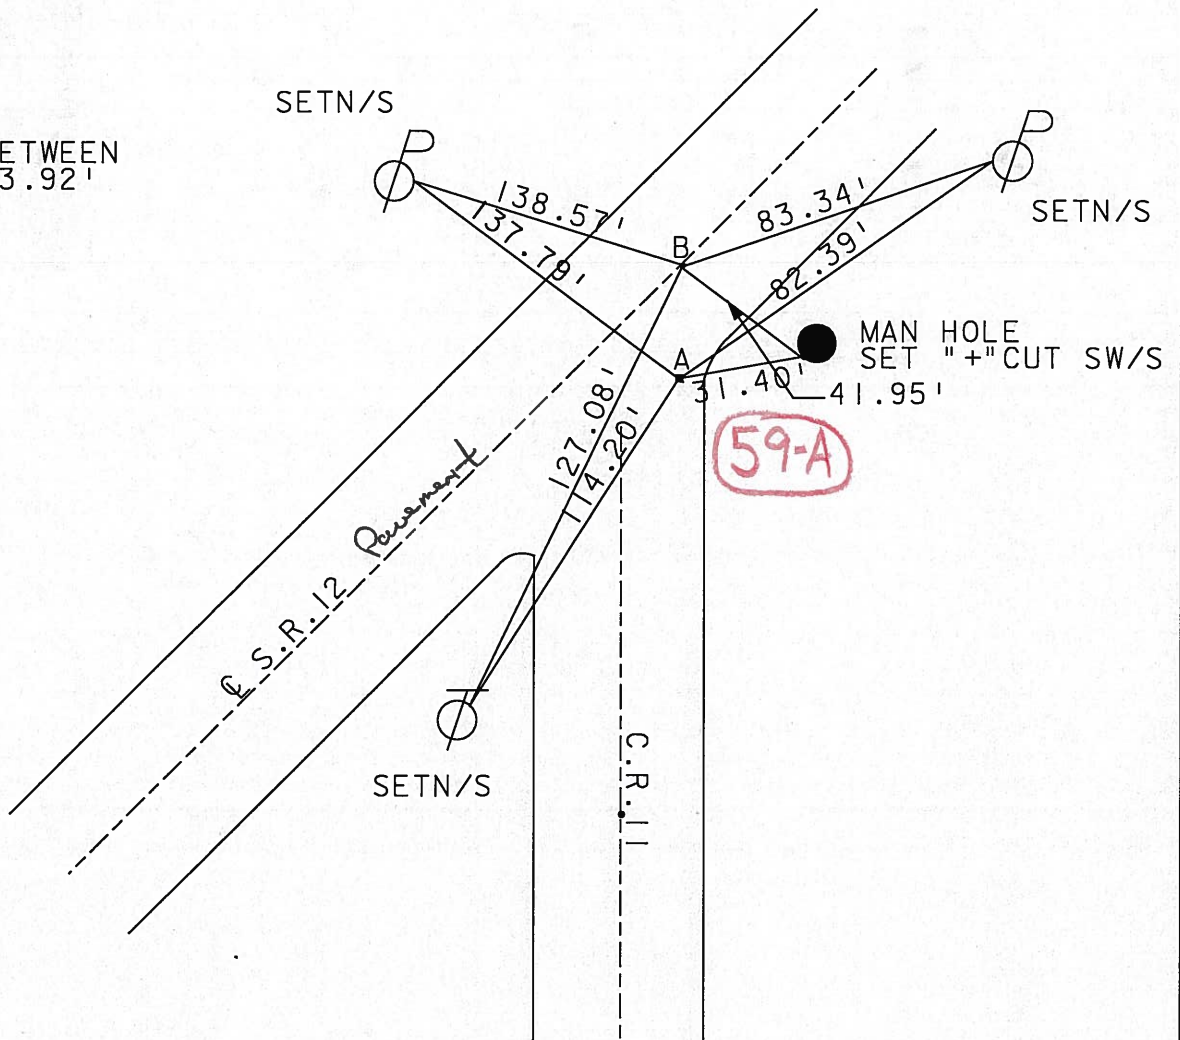 SETN/S
P
P
ETWEEN
3.92'
138.57'
137.79'
83.34'
82.39'
SETN/S
B
MAN HOLE
SET "+"CUT SW/S
A
31.40'
41.95'
59-A
127.08'
114.20'
Pavement
℄ S.R.12
T
SETN/S
C.R.11